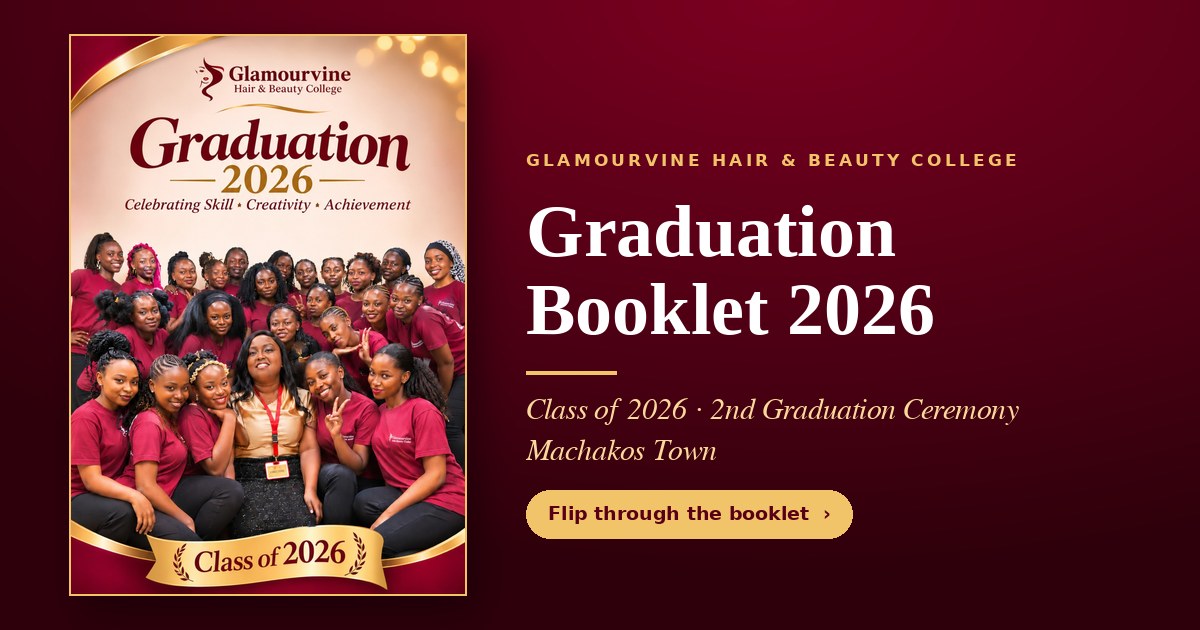 Glamourvine
Hair & Beauty College
Graduation
2026
Celebrating Skill • Creativity • Achievement
Class of 2026
GLAMOURVINE HAIR & BEAUTY COLLEGE
Graduation
Booklet 2026
Class of 2026 · 2nd Graduation Ceremony
Machakos Town
Flip through the booklet ›